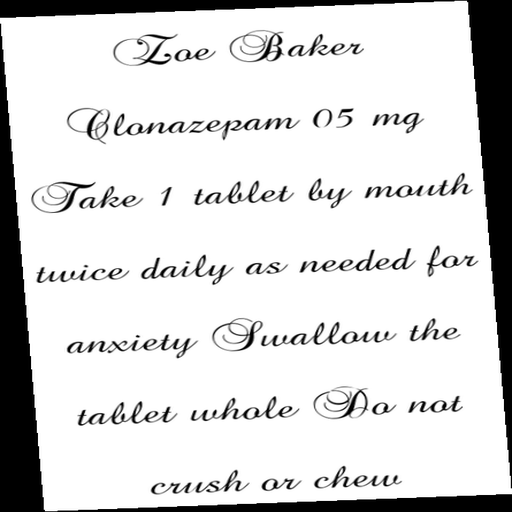 Zoe Baker
Clonazepam 05 mg
Take 1 tablet by mouth
twice daily as needed for
anxiety Swallow the
tablet whole Do not
crush or chew